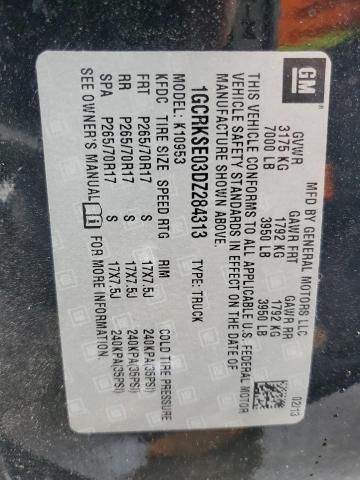 GM
MFD BY GENERAL MOTORS LLC 02/13
GVWR GAWR FRT GAWR RR
3175 KG 1792 KG 1792 KG
7000 LB 3950 LB 3950 LB
THIS VEHICLE CONFORMS TO ALL APPLICABLE U.S. FEDERAL MOTOR
VEHICLE SAFETY STANDARDS IN EFFECT ON THE DATE OF
MANUFACTURE SHOWN ABOVE.
1GCRKSE03DZ284313 TYPE: TRUCK
MODEL: K10953
KFDC TIRE SIZE SPEED RTG RIM COLD TIRE PRESSURE
FRT P265/70R17 S 17X7.5J 240KPA(35PSI)
RR P265/70R17 S 17X7.5J 240KPA(35PSI)
SPA P265/70R17 S 17X7.5J 240KPA(35PSI)
SEE OWNER'S MANUAL i